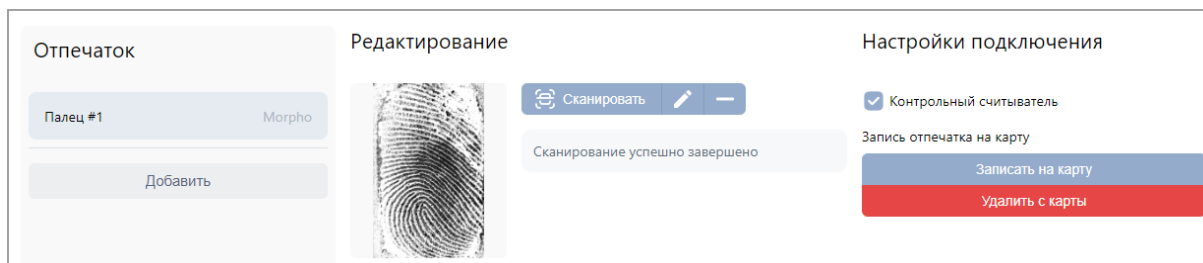 Отпечаток
Палец #1 Morpho
Добавить
Редактирование
Сканировать
Сканирование успешно завершено
Настройки подключения
Контрольный считыватель
Запись отпечатка на карту
Записать на карту
Удалить с карты